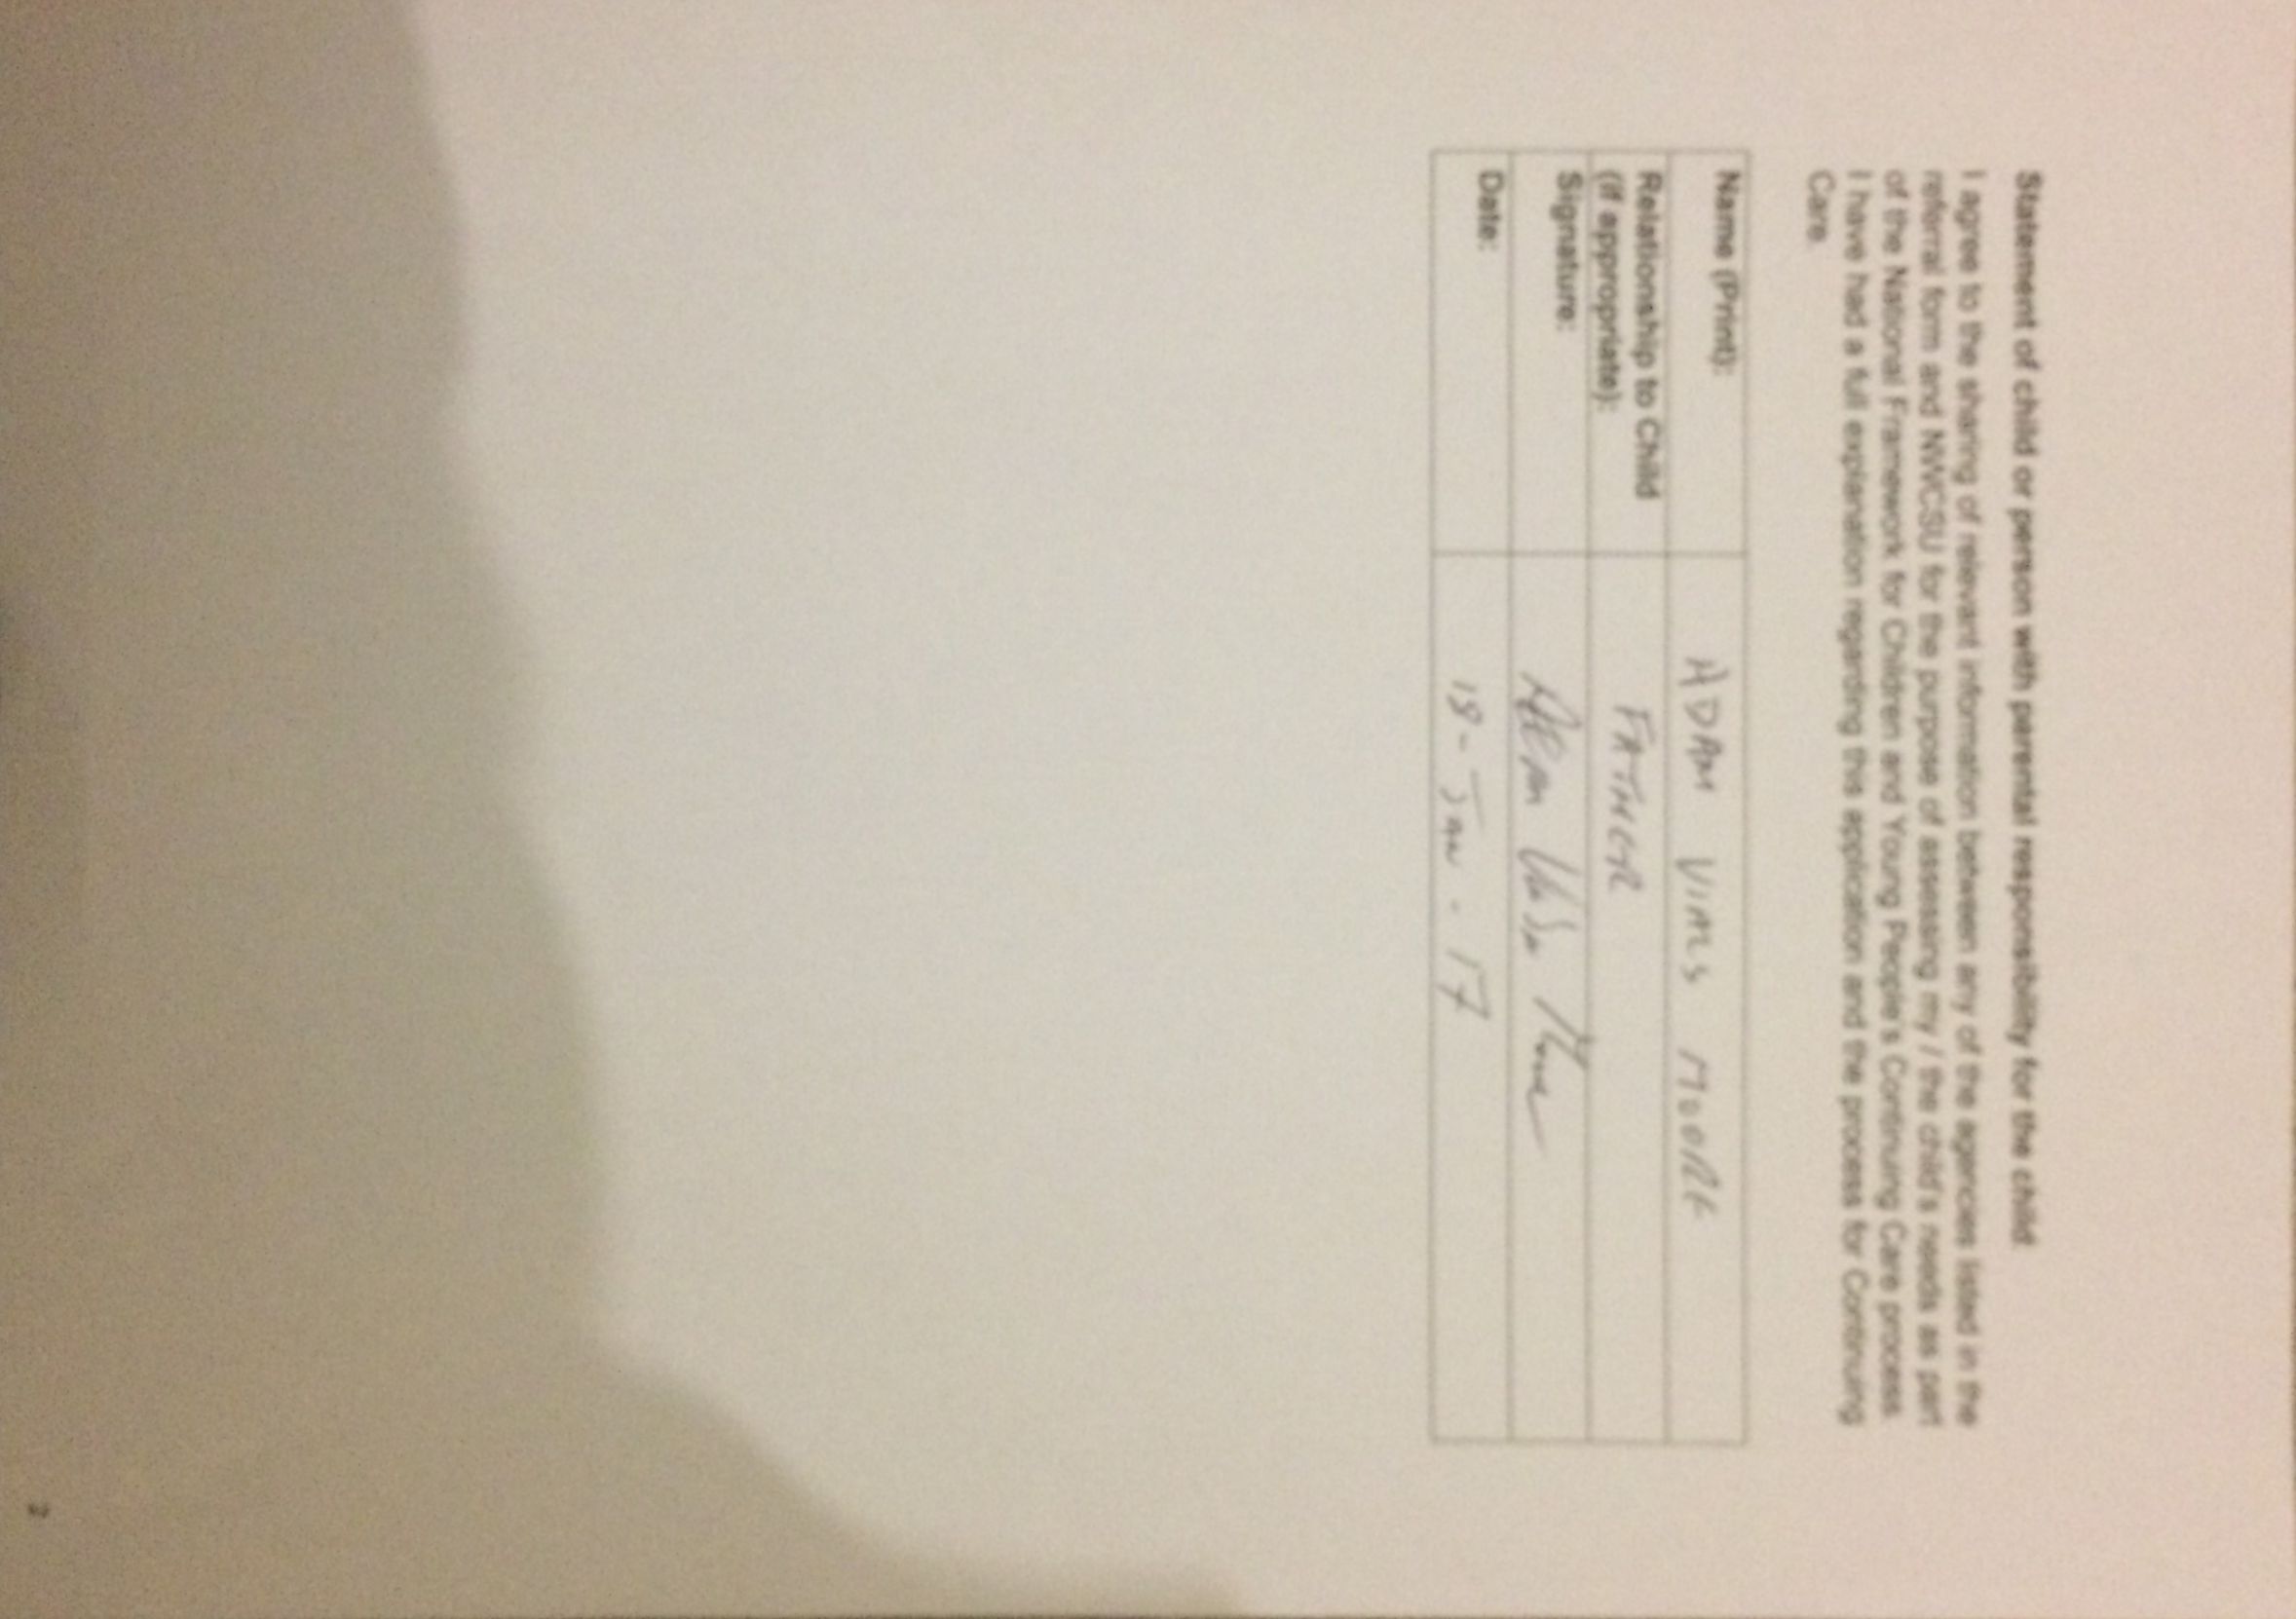 Statement of child or person with parental responsibility for the child.
I agree to the sharing of relevant information between any of the agencies listed in the
referral form and NWCSU for the purpose of assessing my / the child's needs as part
of the National Framework for Children and Young People's Continuing Care process.
I have had a full explanation regarding this application and the process for Continuing
Care.
Name (Print): ADAM MOORE
Relationship to Child
(if appropriate): FATHER
Signature:
Date: 18-Jan-17
2